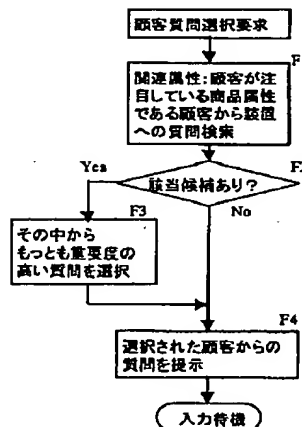 顧客質問選択要求
F
関連属性:顧客が注
目している商品属性
である顧客から設置
への質問検索
F2
該当候補あり?
Yes
No
F3
その中から
もっとも重要度の
高い質問を選択
F4
選択された顧客からの
質問を提示
入力待機